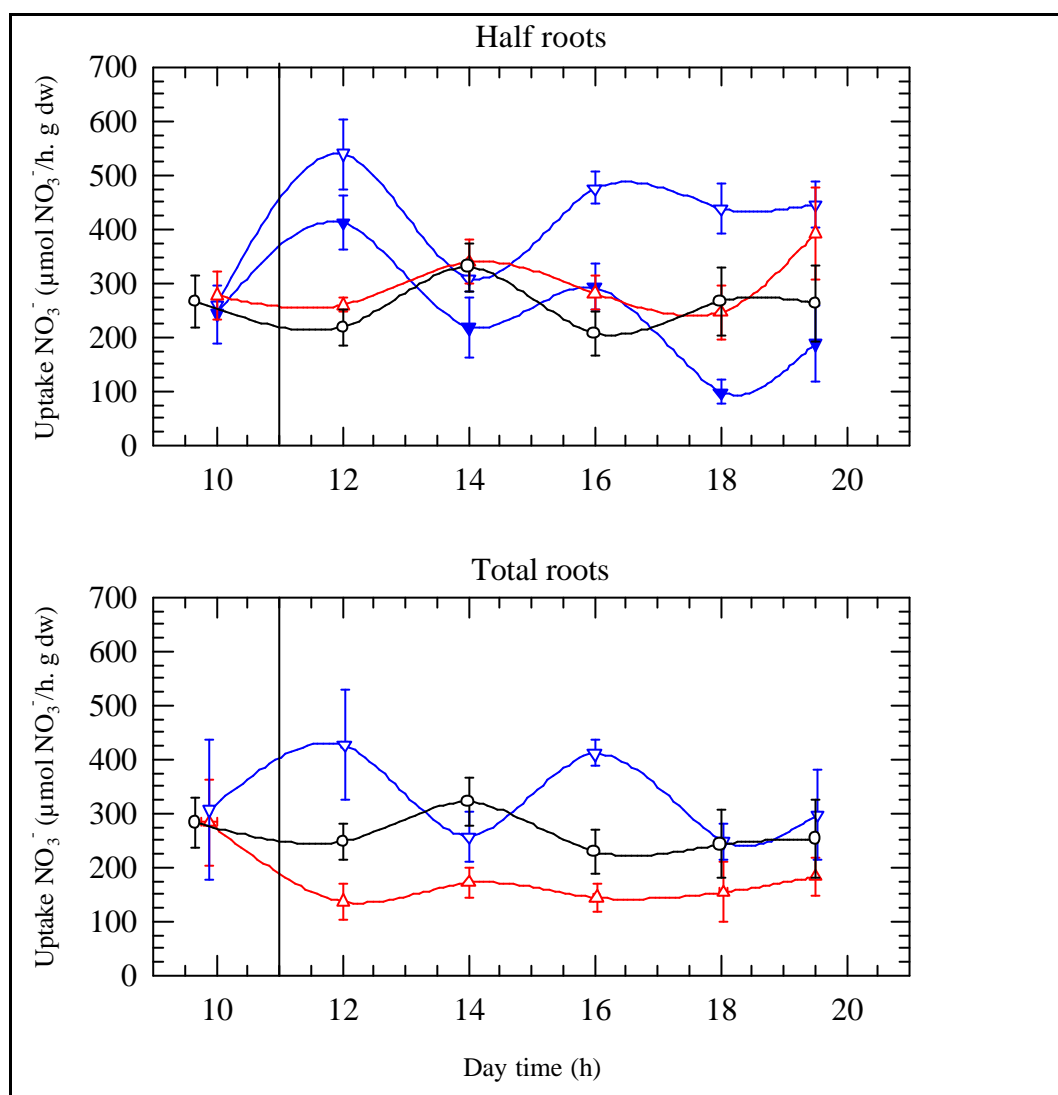 Half roots
Uptake NO₃⁻ (µmol NO₃⁻/h. g dw)
700
600
500
400
300
200
100
0
10 12 14 16 18 20
Total roots
Uptake NO₃⁻ (µmol NO₃⁻/h. g dw)
700
600
500
400
300
200
100
0
10 12 14 16 18 20
Day time (h)